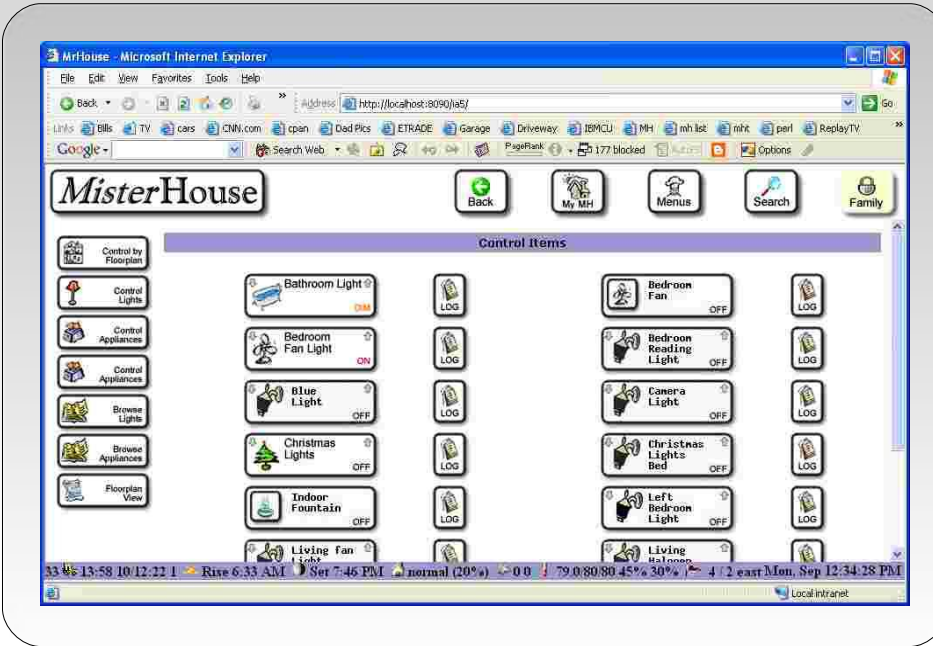 MrHouse - Microsoft Internet Explorer
File Edit View Favorites Tools Help
Back Address http://localhost:8090/ia5/ Go
Links Bills TV cars CNN.com cpan Dad Pics ETRADE Garage Driveway IBMCU MH mh list mht perl ReplayTV
Google Search Web PageRank 177 blocked Options
MisterHouse
Back
My MH
Menus
Search
Family
Control by
Floorplan
Control
Lights
Control
Appliances
Control
Appliances
Browse
Lights
Browse
Appliances
Floorplan
View
Control Items
Bathroom Light
DIM
LOG
Bedroom
Fan
OFF
LOG
Bedroom
Fan Light
ON
LOG
Bedroom
Reading
Light
OFF
LOG
Blue
Light
OFF
LOG
Camera
Light
OFF
LOG
Christmas
Lights
OFF
LOG
Christmas
Lights
Bed
OFF
LOG
Indoor
Fountain
OFF
LOG
Left
Bedroom
Light
OFF
LOG
Living fan
Light
Living
33 13:58 10/12:22 1 Rise 6:33 AM Set 7:46 PM normal (20%) 0 0 79.0/80/80 45% 30% 4 / 2 east Mon, Sep 12:34:28 PM
Local intranet